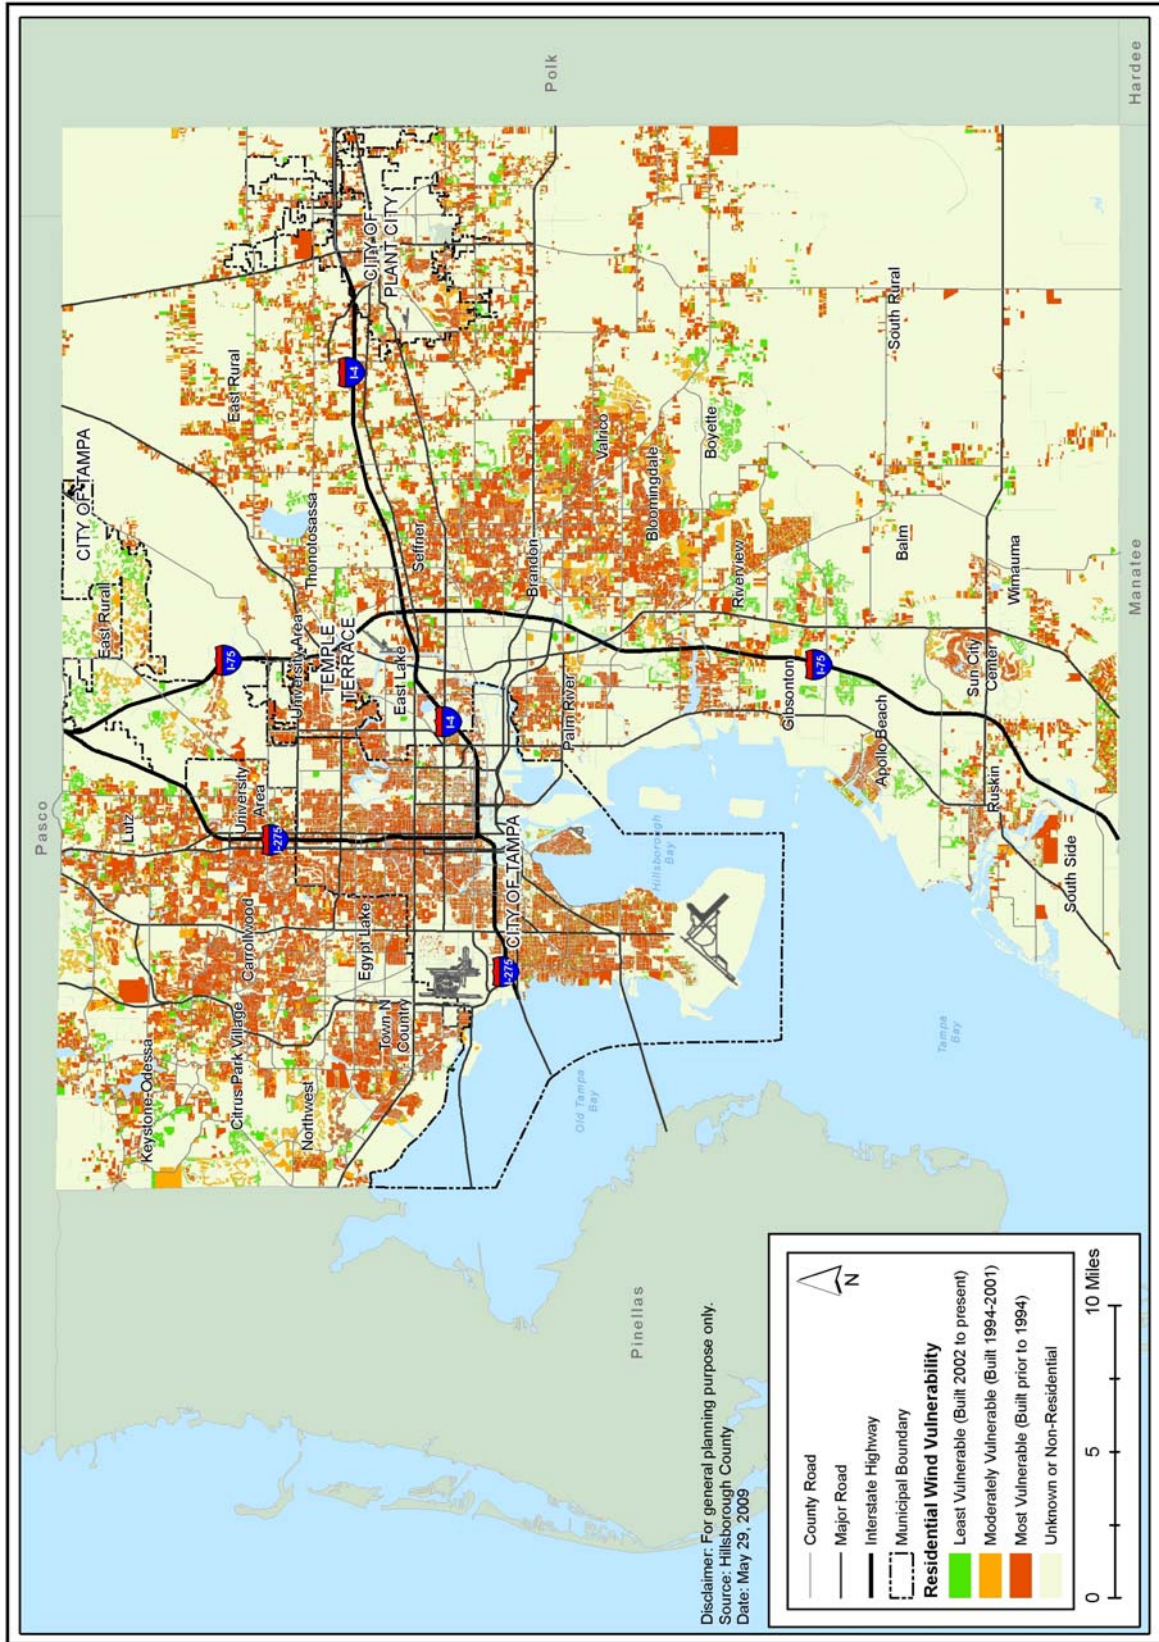 Pasco
Polk
Hardee
Manatee
Pinellas
CITY OF TAMPA
East Rural
East Rural
Lutz
Keystone-Odessa
Citrus Park Village
Carrollwood
University
Area
University Area
Thonotosassa
TEMPLE
TERRACE
Northwest
Egypt Lake
East Lake
Town N
Country
CITY OF
PLANT CITY
Seffner
CITY OF TAMPA
Brandon
Palm River
Valrico
Bloomingdale
Boyette
Riverview
Gibsonton
Apollo Beach
South Rural
Balm
Sun City
Center
Wimauma
Ruskin
South Side
Old Tampa
Bay
Hillsborough
Bay
Tampa
Bay
I-75
I-275
I-4
I-4
I-275
I-75
Disclaimer: For general planning purpose only.
Source: Hillsborough County
Date: May 29, 2009
County Road
Major Road
Interstate Highway
Municipal Boundary
N
Residential Wind Vulnerability
Least Vulnerable (Built 2002 to present)
Moderately Vulnerable (Built 1994-2001)
Most Vulnerable (Built prior to 1994)
Unknown or Non-Residential
0 5 10 Miles